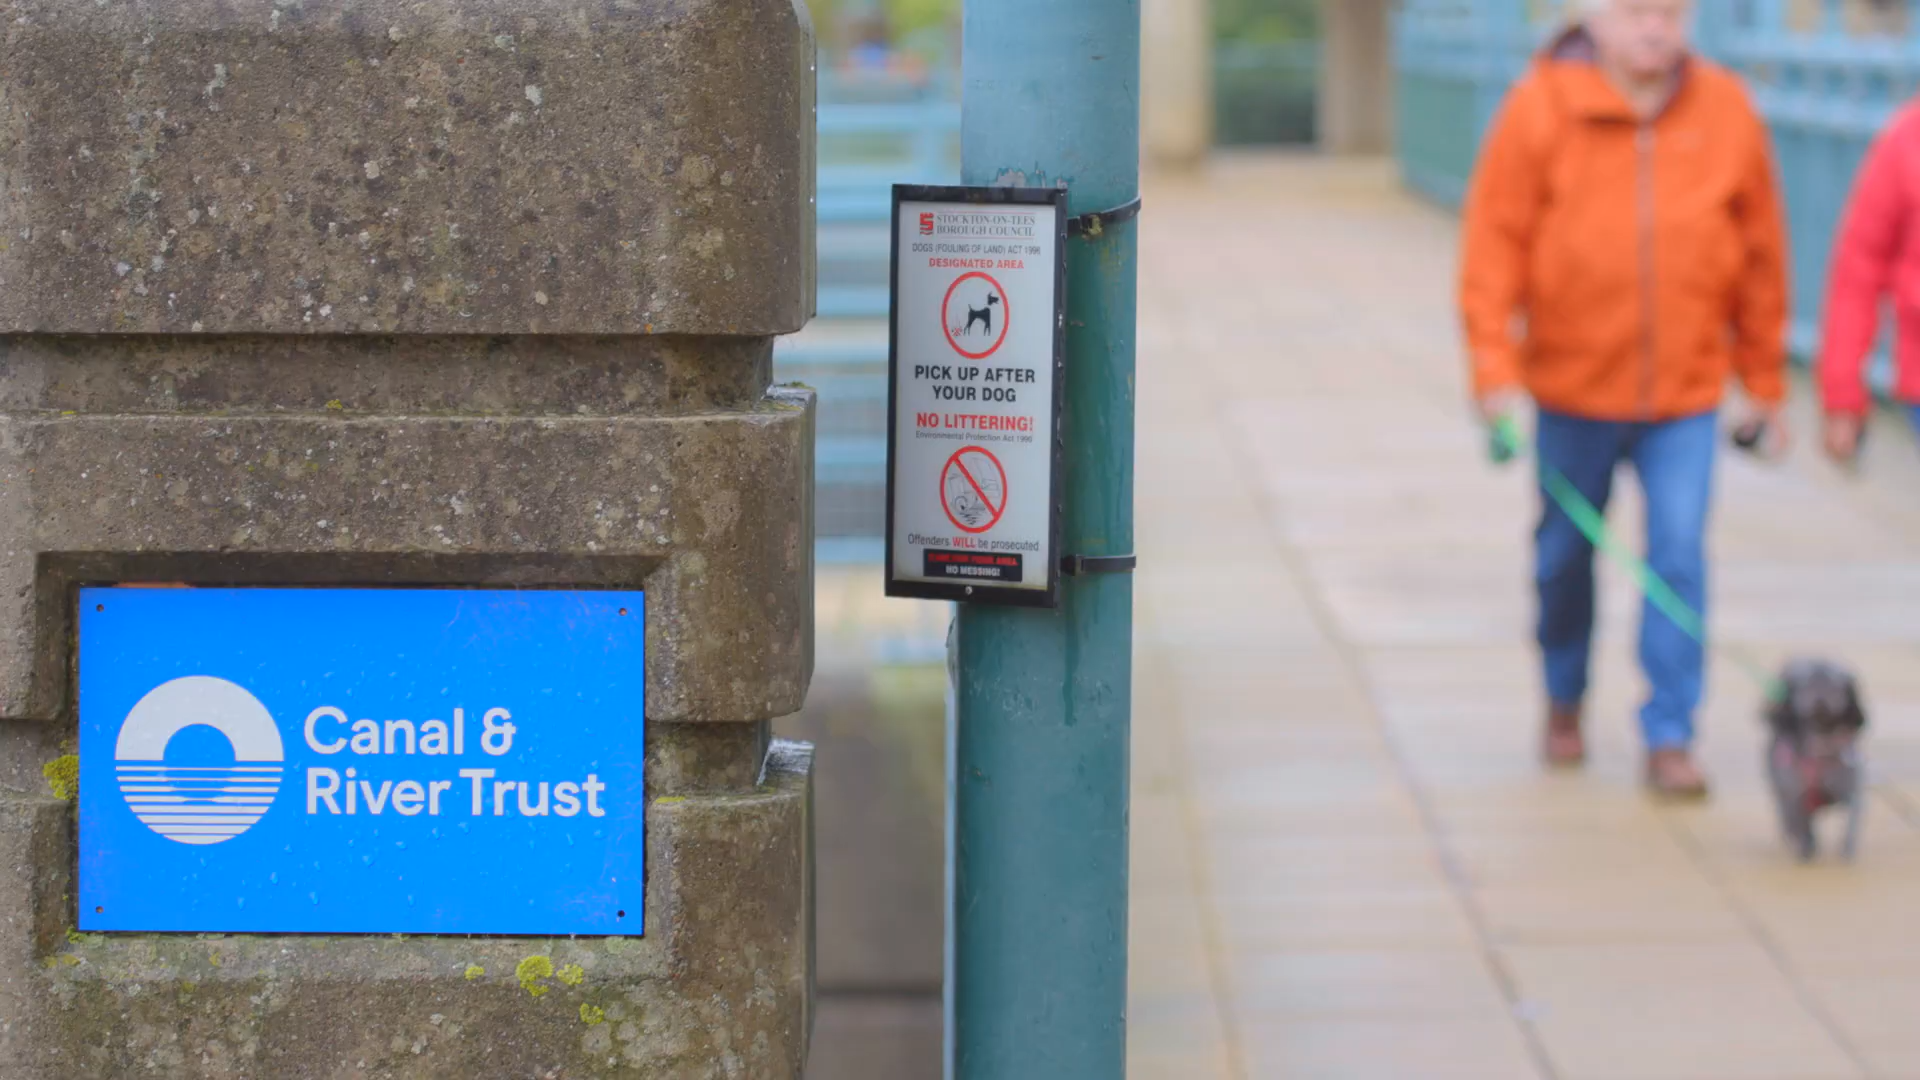 Canal &
River Trust
STOCKTON-ON-TEES
BOROUGH COUNCIL
DOGS (FOULING OF LAND) ACT 1996
DESIGNATED AREA
PICK UP AFTER
YOUR DOG
NO LITTERING!
Environmental Protection Act 1990
Offenders WILL be prosecuted
NO MESSING!